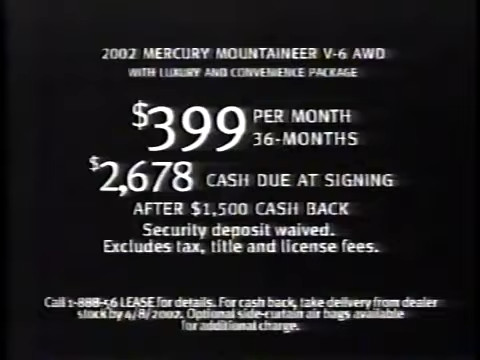 2002 MERCURY MOUNTAINEER V-6 AWD
WITH LUXURY AND CONVENIENCE PACKAGE
$399 PER MONTH
36-MONTHS
$2,678 CASH DUE AT SIGNING
AFTER $1,500 CASH BACK
Security deposit waived.
Excludes tax, title and license fees.
Call 1-888-56 LEASE for details. For cash back, take delivery from dealer
stock by 4/8/2002. Optional side-curtain air bags available
for additional charge.